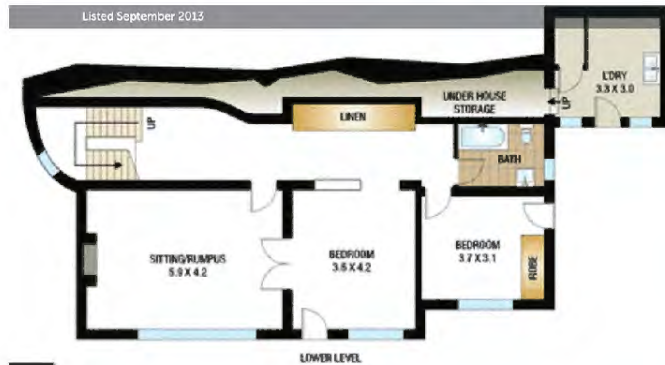 Listed September 2013
L'DRY
3.3 X 3.0
UP
UNDER HOUSE
STORAGE
UP
LINEN
BATH
SITTING/RUMPUS
5.9 X 4.2
BEDROOM
3.6 X 4.2
BEDROOM
3.7 X 3.1
ROBE
LOWER LEVEL